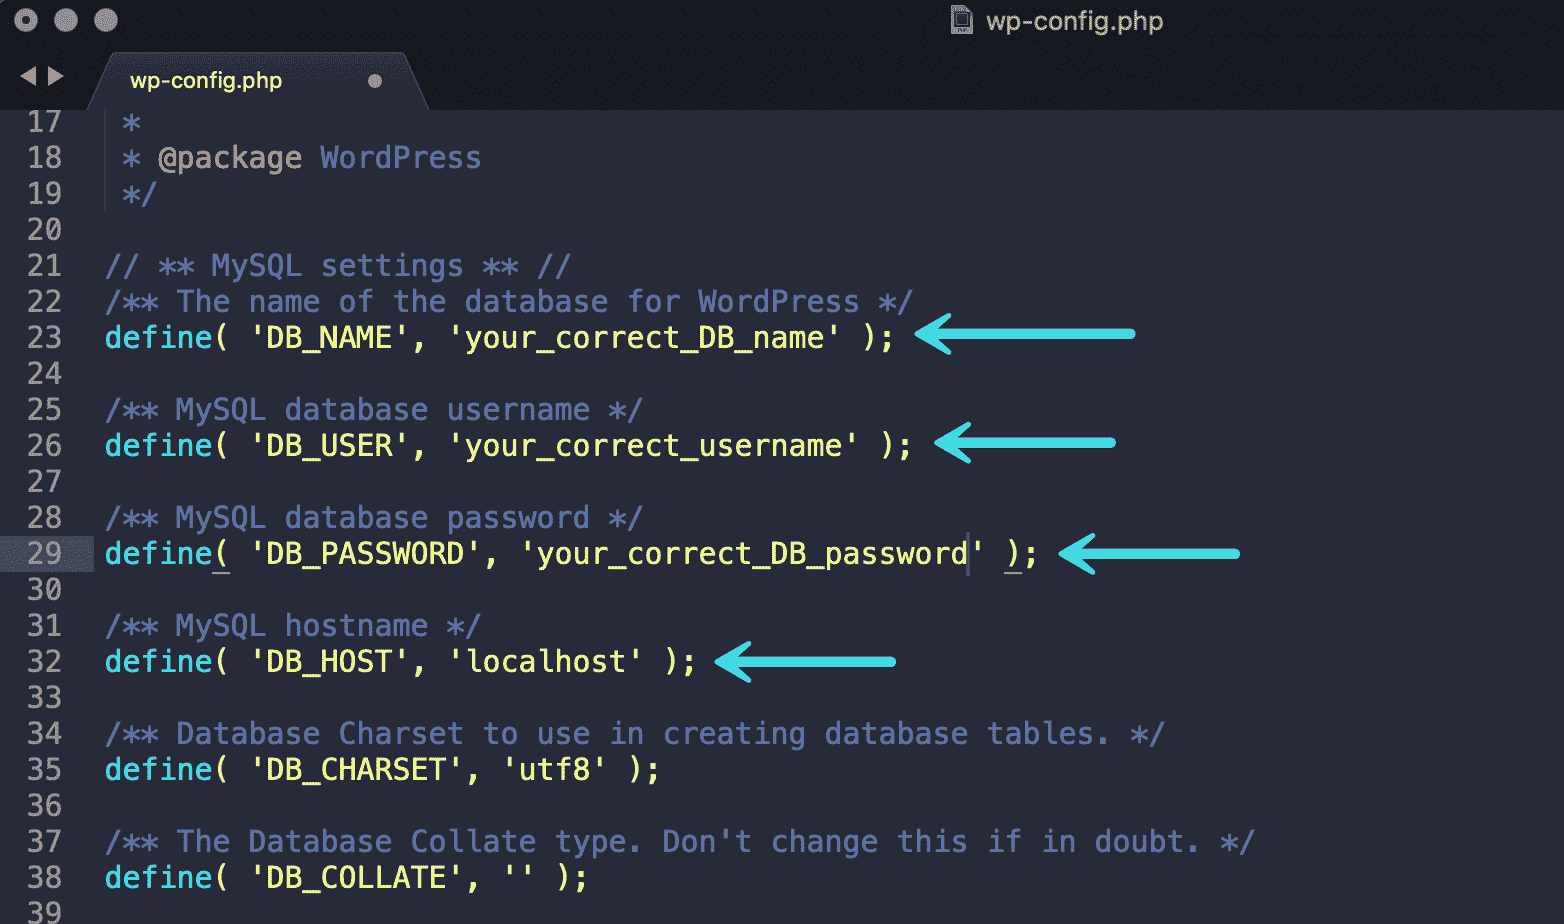 wp-config.php
wp-config.php
17 *
18 * @package WordPress
19 */
20
21 // ** MySQL settings ** //
22 /** The name of the database for WordPress */
23 define( 'DB_NAME', 'your_correct_DB_name' );
24
25 /** MySQL database username */
26 define( 'DB_USER', 'your_correct_username' );
27
28 /** MySQL database password */
29 define( 'DB_PASSWORD', 'your_correct_DB_password' );
30
31 /** MySQL hostname */
32 define( 'DB_HOST', 'localhost' );
33
34 /** Database Charset to use in creating database tables. */
35 define( 'DB_CHARSET', 'utf8' );
36
37 /** The Database Collate type. Don't change this if in doubt. */
38 define( 'DB_COLLATE', '' );
39